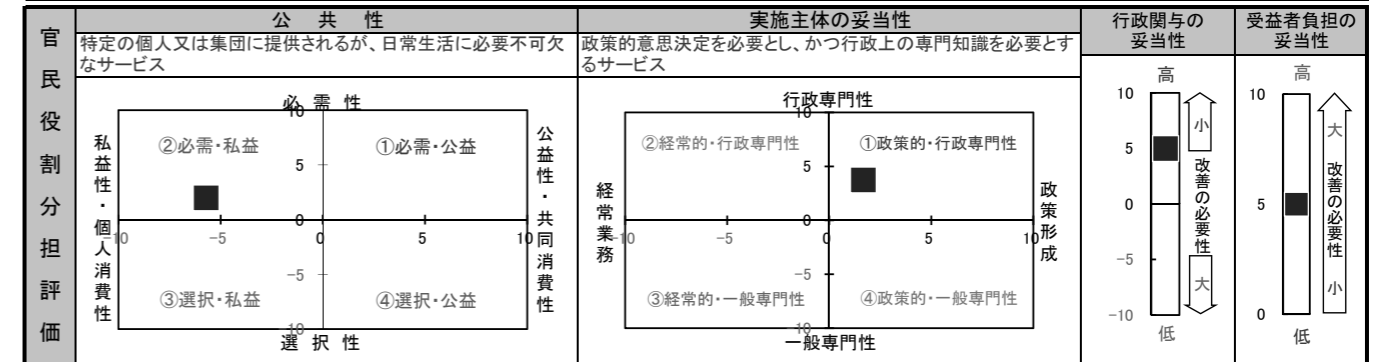 官民役割分担評価
公共性
特定の個人又は集団に提供されるが、日常生活に必要不可欠
なサービス
必需性
10
②必需・私益
①必需・公益
5
私益性・個人消費性
公益性・共同消費性
0
-10
-5
0
5
10
-5
③選択・私益
④選択・公益
-10
選択性
実施主体の妥当性
政策的意思決定を必要とし、かつ行政上の専門知識を必要とす
るサービス
行政専門性
10
②経常的・行政専門性
①政策的・行政専門性
5
経常業務
政策形成
0
-10
-5
0
5
10
-5
③経常的・一般専門性
④政策的・一般専門性
-10
一般専門性
行政関与の
妥当性
高
10
5
0
-5
-10
低
小
改善の必要性
大
受益者負担の
妥当性
高
10
5
0
低
大
改善の必要性
小